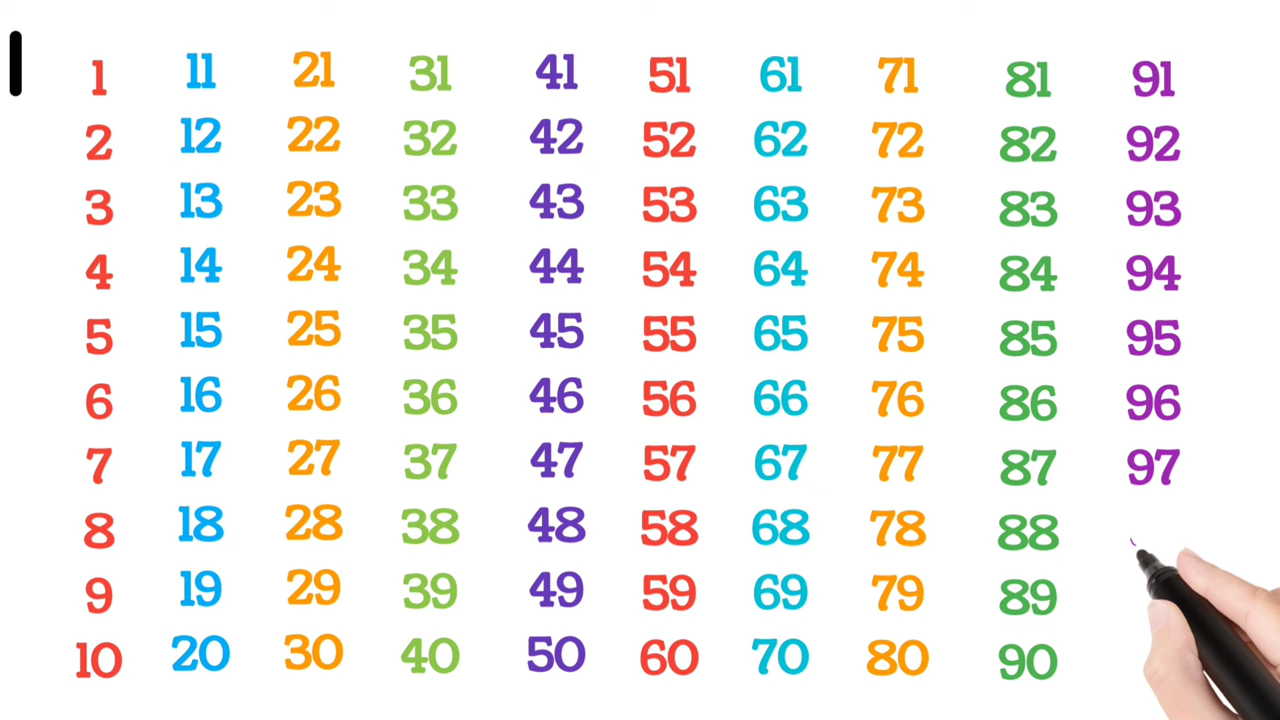 1 11 21 31 41 51 61 71 81 91
2 12 22 32 42 52 62 72 82 92
3 13 23 33 43 53 63 73 83 93
4 14 24 34 44 54 64 74 84 94
5 15 25 35 45 55 65 75 85 95
6 16 26 36 46 56 66 76 86 96
7 17 27 37 47 57 67 77 87 97
8 18 28 38 48 58 68 78 88
9 19 29 39 49 59 69 79 89
10 20 30 40 50 60 70 80 90